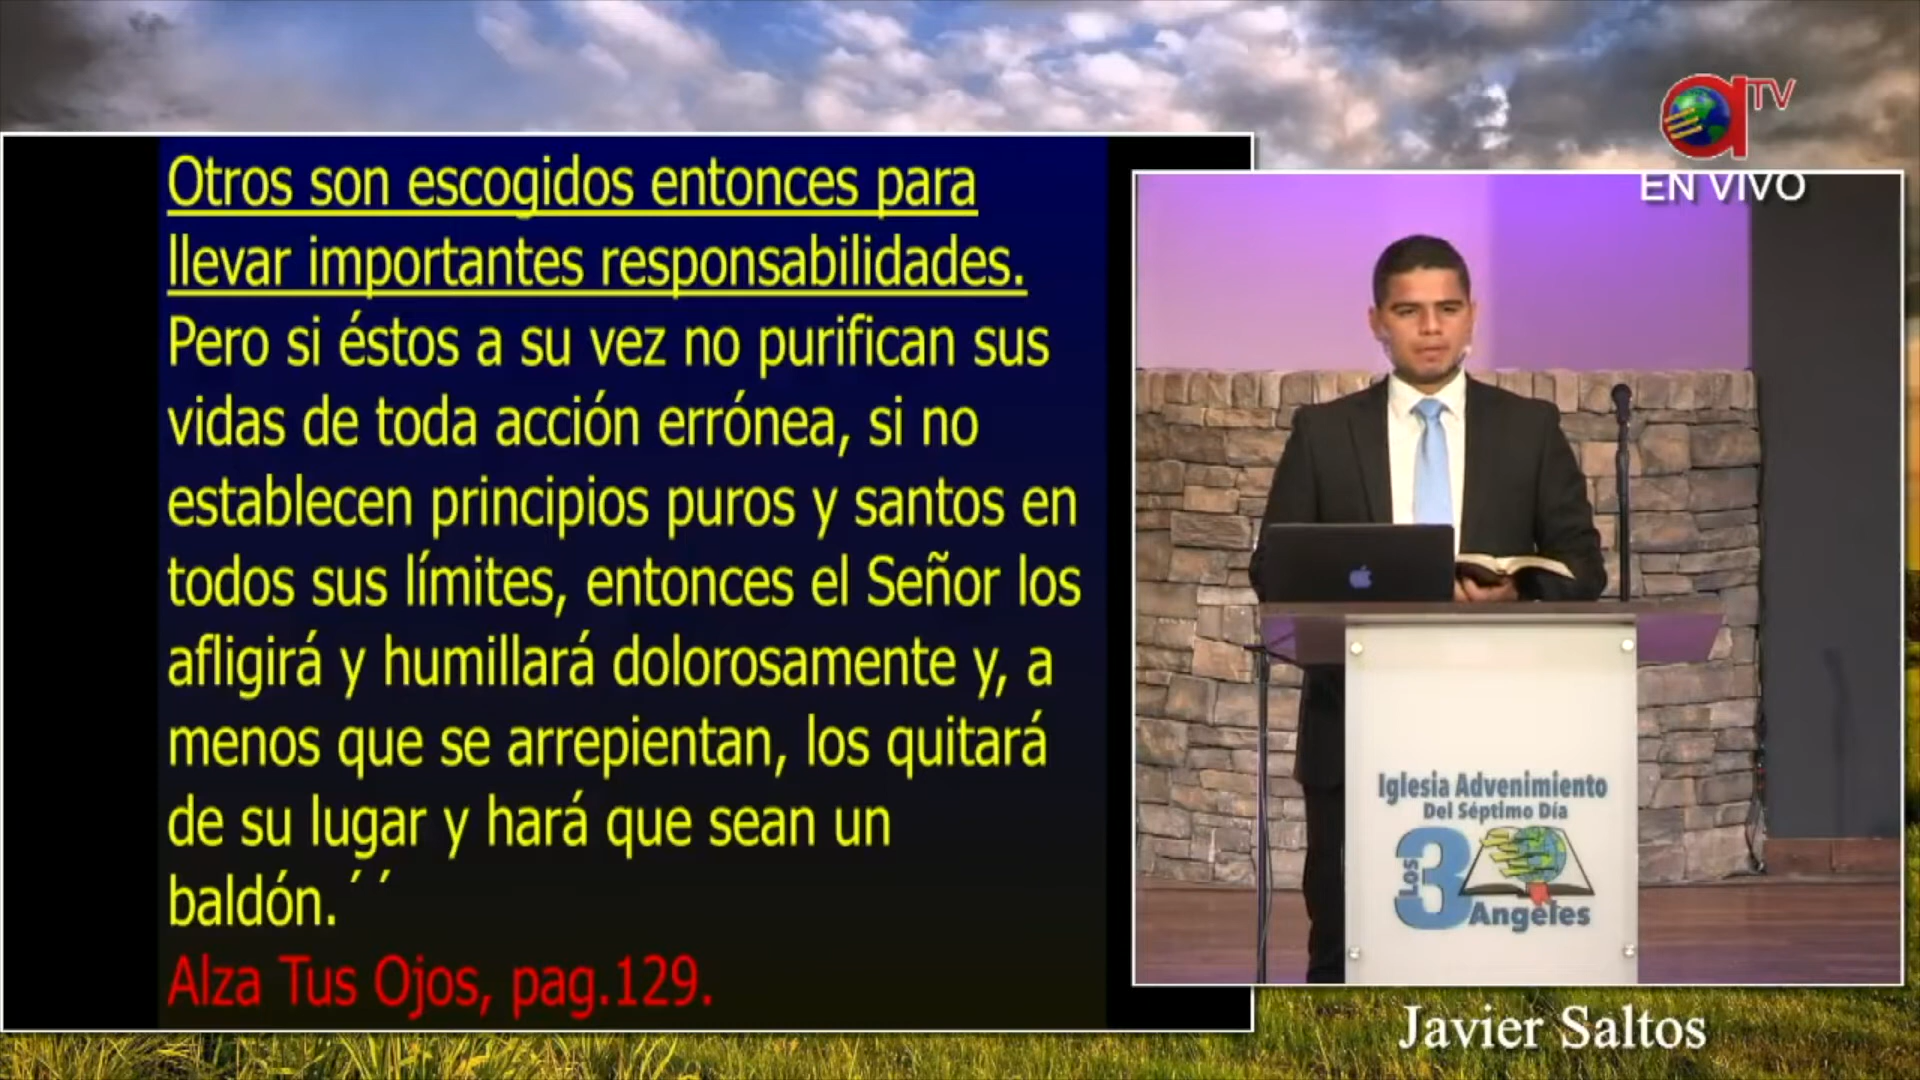 Otros son escogidos entonces para
llevar importantes responsabilidades.
Pero si éstos a su vez no purifican sus
vidas de toda acción errónea, si no
establecen principios puros y santos en
todos sus límites, entonces el Señor los
afligirá y humillará dolorosamente y, a
menos que se arrepientan, los quitará
de su lugar y hará que sean un
baldón.´´
Alza Tus Ojos, pag.129.
a TV
EN VIVO
Iglesia Advenimiento
Del Séptimo Día
Los 3
Angeles
Javier Saltos